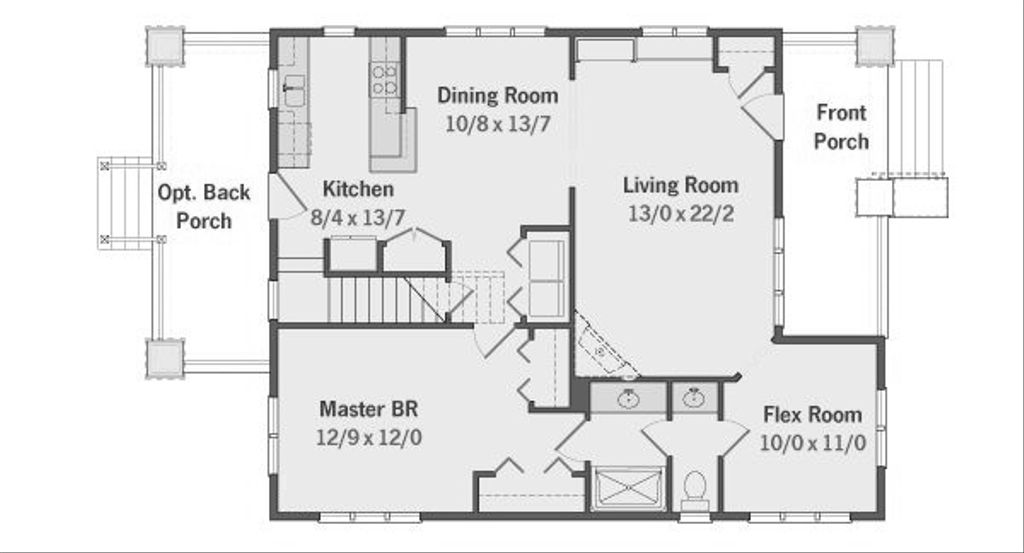 Dining Room
10/8 x 13/7
Front
Porch
Opt. Back
Porch
Kitchen
8/4 x 13/7
Living Room
13/0 x 22/2
Master BR
12/9 x 12/0
Flex Room
10/0 x 11/0